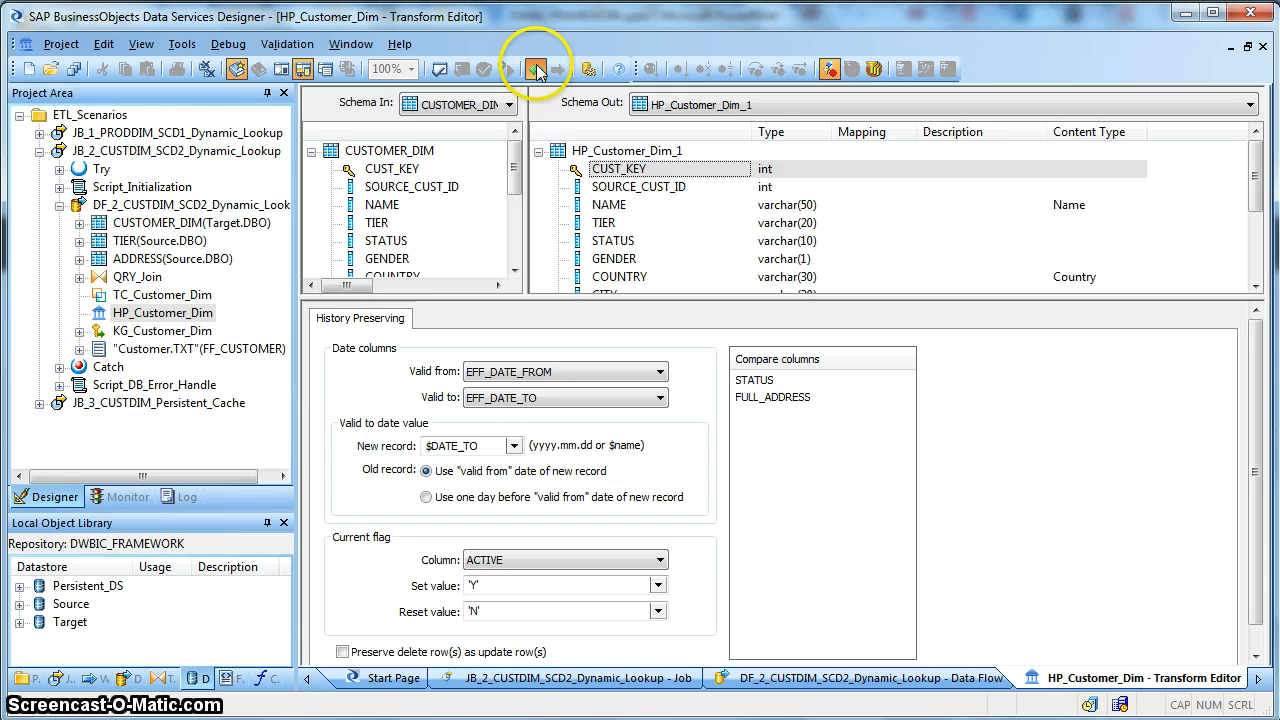 SAP BusinessObjects Data Services Designer - [HP_Customer_Dim - Transform Editor]
Project Edit View Tools Debug Validation Window Help
100%
Project Area
ETL_Scenarios
JB_1_PRODDIM_SCD1_Dynamic_Lookup
JB_2_CUSTDIM_SCD2_Dynamic_Lookup
Try
Script_Initialization
DF_2_CUSTDIM_SCD2_Dynamic_Look
CUSTOMER_DIM(Target.DBO)
TIER(Source.DBO)
ADDRESS(Source.DBO)
QRY_Join
TC_Customer_Dim
HP_Customer_Dim
KG_Customer_Dim
"Customer.TXT"(FF_CUSTOMER)
Catch
Script_DB_Error_Handle
JB_3_CUSTDIM_Persistent_Cache
Designer Monitor Log
Local Object Library
Repository: DWBIC_FRAMEWORK
Datastore Usage Description
Persistent_DS
Source
Target
P.. J.. W D T. D F. C.
Schema In: CUSTOMER_DIM
CUSTOMER_DIM
CUST_KEY
SOURCE_CUST_ID
NAME
TIER
STATUS
GENDER
COUNTRY
Schema Out: HP_Customer_Dim_1
Type Mapping Description Content Type
HP_Customer_Dim_1
CUST_KEY int
SOURCE_CUST_ID int
NAME varchar(50) Name
TIER varchar(20)
STATUS varchar(10)
GENDER varchar(1)
COUNTRY varchar(30) Country
History Preserving
Date columns
Valid from: EFF_DATE_FROM
Valid to: EFF_DATE_TO
Valid to date value
New record: $DATE_TO (yyyy.mm.dd or $name)
Old record: Use "valid from" date of new record
Use one day before "valid from" date of new record
Current flag
Column: ACTIVE
Set value: 'Y'
Reset value: 'N'
Preserve delete row(s) as update row(s)
Compare columns
STATUS
FULL_ADDRESS
Start Page JB_2_CUSTDIM_SCD2_Dynamic_Lookup - Job DF_2_CUSTDIM_SCD2_Dynamic_Lookup - Data Flow HP_Customer_Dim - Transform Editor
CAP NUM SCRL
Screencast-O-Matic.com